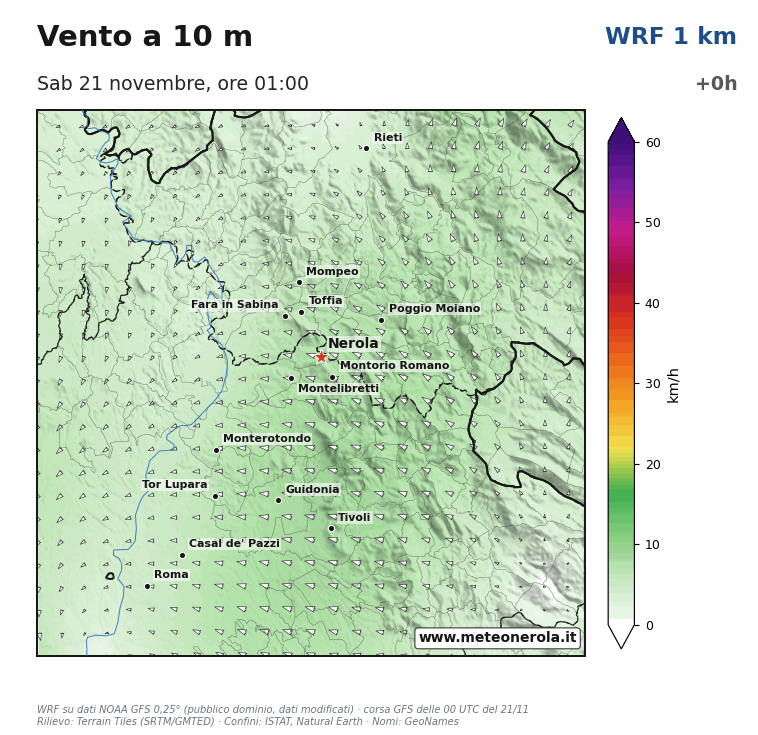 Vento a 10 m
WRF 1 km
Sab 21 novembre, ore 01:00
+0h
Rieti
Mompeo
Toffia
Fara in Sabina
Poggio Moiano
Nerola
Montorio Romano
Montelibretti
Monterotondo
Tor Lupara
Guidonia
Tivoli
Casal de' Pazzi
Roma
www.meteonerola.it
60
50
40
30
20
10
0
km/h
WRF su dati NOAA GFS 0,25° (pubblico dominio, dati modificati) · corsa GFS delle 00 UTC del 21/11
Rilievo: Terrain Tiles (SRTM/GMTED) · Confini: ISTAT, Natural Earth · Nomi: GeoNames